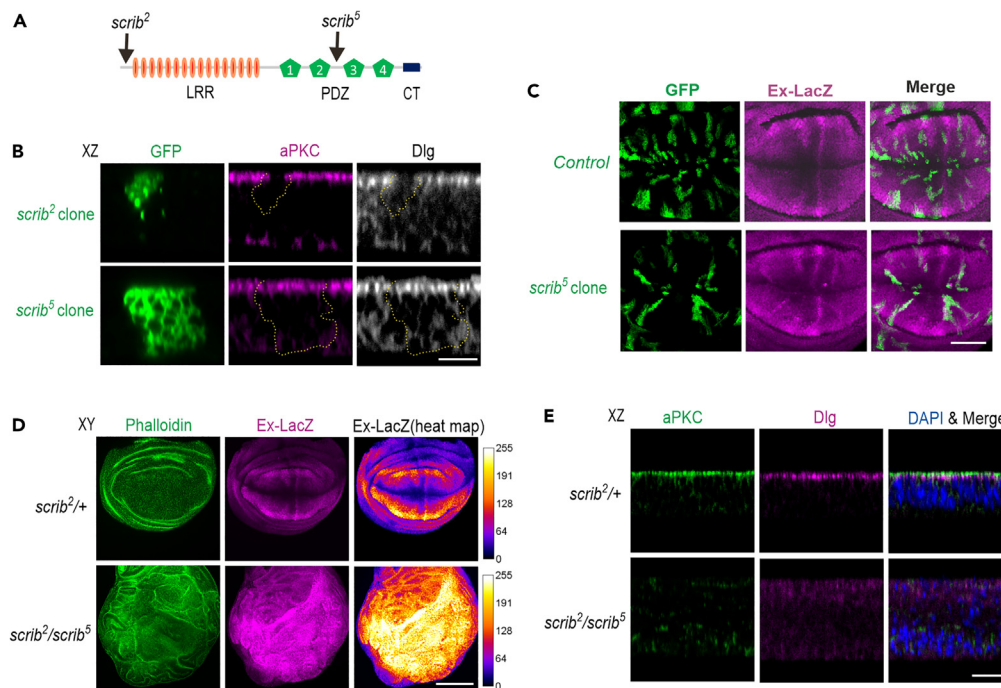 A
scrib2
scrib5
1 2 3 4
LRR PDZ CT
B
XZ GFP aPKC Dlg
scrib2 clone
scrib5 clone
C
GFP Ex-LacZ Merge
Control
scrib5 clone
D
XY Phalloidin Ex-LacZ Ex-LacZ(heat map)
scrib2/+
255
191
128
64
0
scrib2/scrib5
255
191
128
64
0
E
XZ aPKC Dlg DAPI & Merge
scrib2/+
scrib2/scrib5